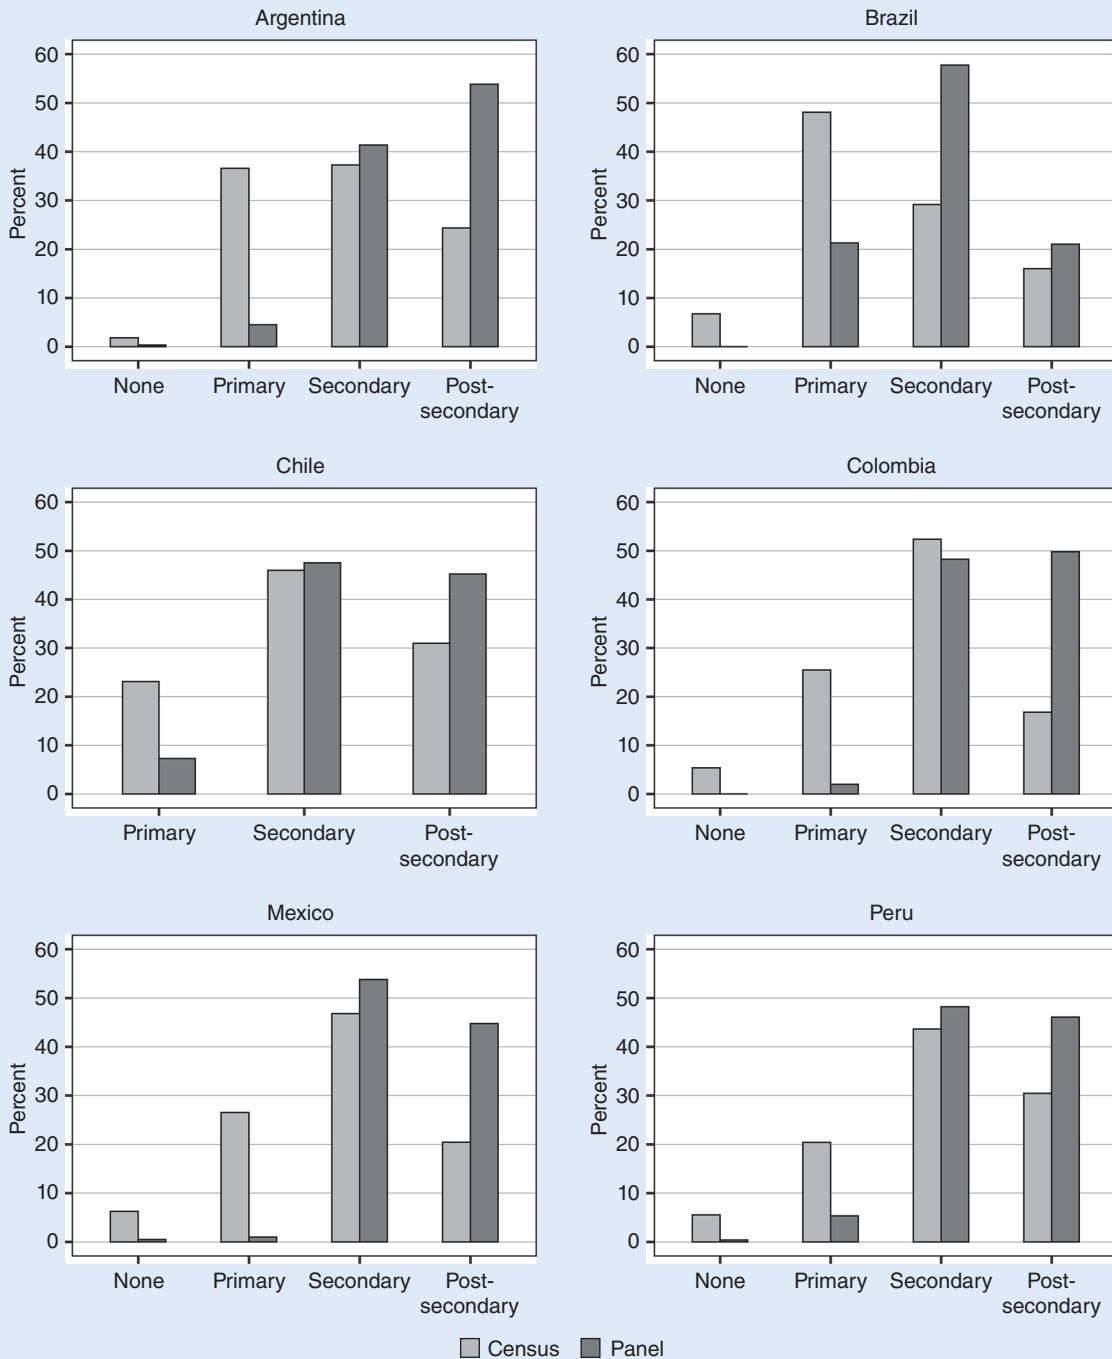 Argentina
Percent
60
50
40
30
20
10
0
None Primary Secondary Post-
secondary
Brazil
Percent
60
50
40
30
20
10
0
None Primary Secondary Post-
secondary
Chile
Percent
60
50
40
30
20
10
0
Primary Secondary Post-
secondary
Colombia
Percent
60
50
40
30
20
10
0
None Primary Secondary Post-
secondary
Mexico
Percent
60
50
40
30
20
10
0
None Primary Secondary Post-
secondary
Peru
Percent
60
50
40
30
20
10
0
None Primary Secondary Post-
secondary
Census Panel